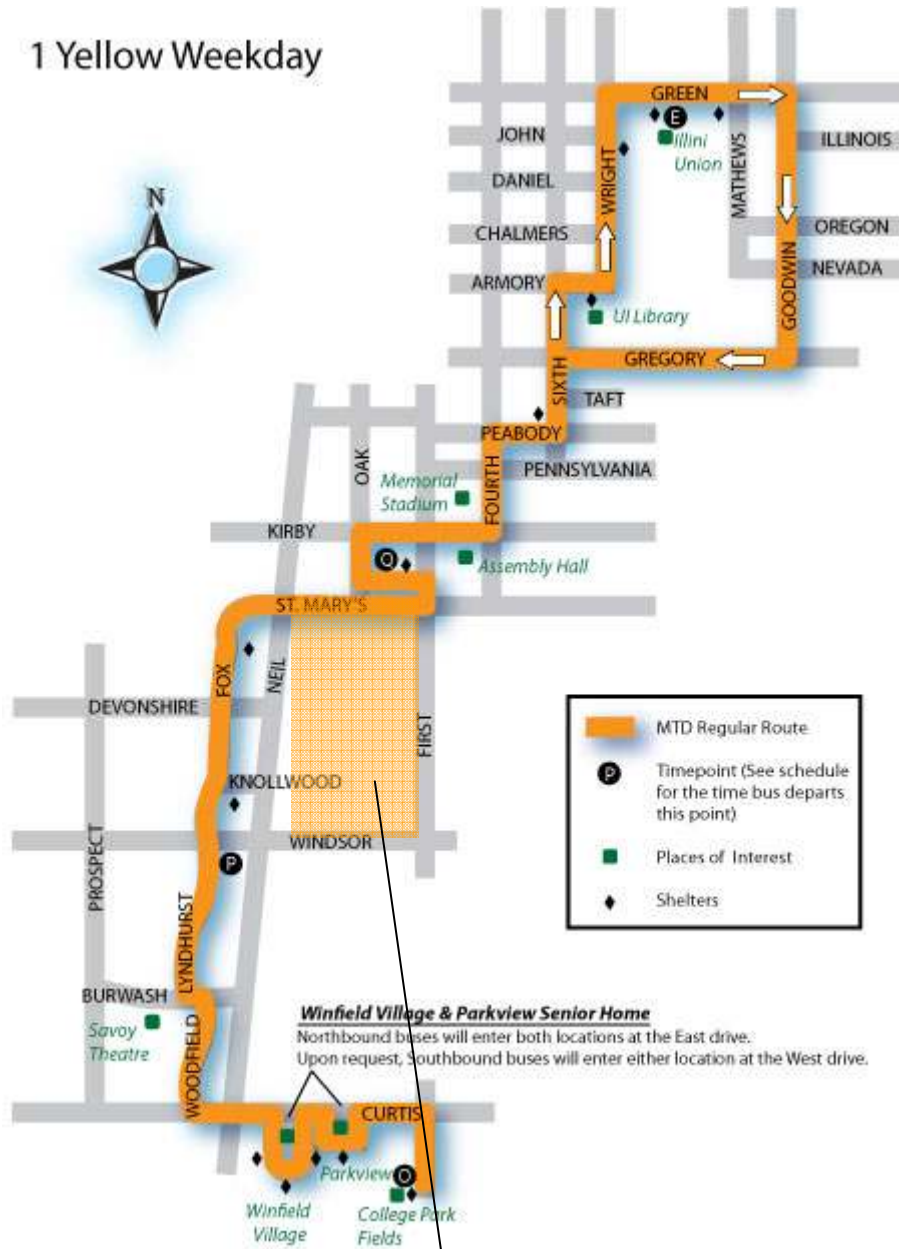 1 Yellow Weekday
N
GREEN
E
JOHN
Illini
Union
MATHEWS
ILLINOIS
DANIEL
WRIGHT
CHALMERS
OREGON
ARMORY
NEVADA
GOODWIN
UI Library
GREGORY
SIXTH
TAFT
PEABODY
OAK
FOURTH
PENNSYLVANIA
Memorial
Stadium
KIRBY
O
Assembly Hall
ST. MARY'S
FOX
NEIL
DEVONSHIRE
FIRST
KNOLLWOOD
WINDSOR
PROSPECT
P
LYNDHURST
BURWASH
Savoy
Theatre
WOODFIELD
MTD Regular Route
P
Timepoint (See schedule
for the time bus departs
this point)
Places of Interest
Shelters
Winfield Village & Parkview Senior Home
Northbound buses will enter both locations at the East drive.
Upon request, Southbound buses will enter either location at the West drive.
CURTIS
Parkview
O
Winfield
Village
College Park
Fields